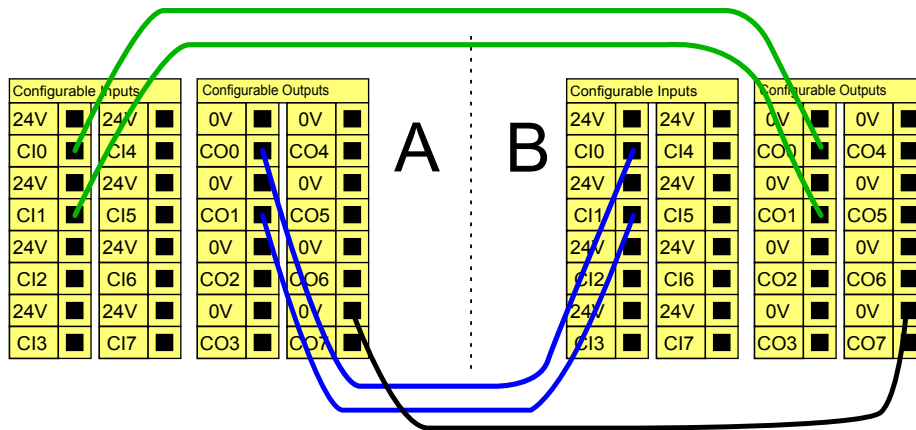 Configurable Inputs
24V 24V
CI0 CI4
24V 24V
CI1 CI5
24V 24V
CI2 CI6
24V 24V
CI3 CI7
Configurable Outputs
0V 0V
CO0 CO4
0V 0V
CO1 CO5
0V 0V
CO2 CO6
0V 0V
CO3 CO7
A
B
Configurable Inputs
24V 24V
CI0 CI4
24V 24V
CI1 CI5
24V 24V
CI2 CI6
24V 24V
CI3 CI7
Configurable Outputs
0V 0V
CO0 CO4
0V 0V
CO1 CO5
0V 0V
CO2 CO6
0V 0V
CO3 CO7